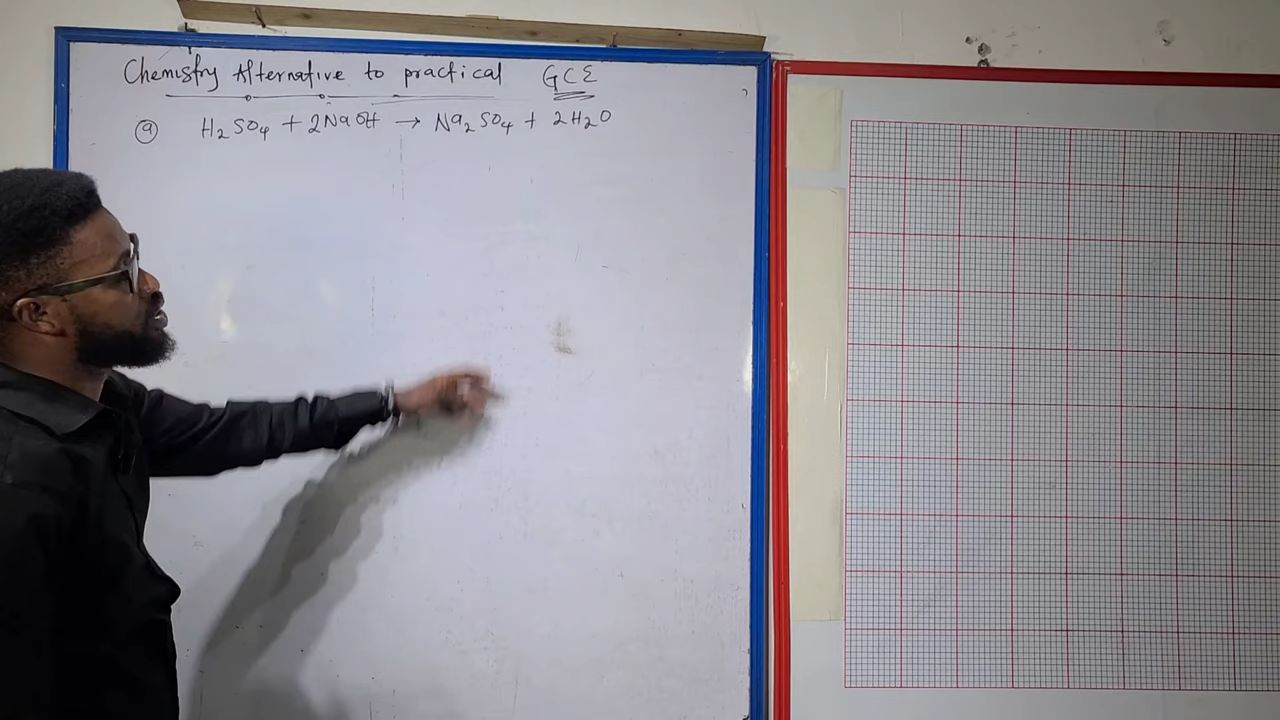 Chemistry Alternative to practical GCE
(a) H₂SO₄ + 2NaOH → Na₂SO₄ + 2H₂O